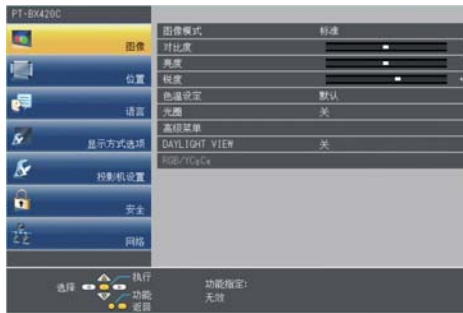 PT-BX420C
图像
位置
语言
显示方式选项
投影机设置
安全
网络
图像模式 标准
对比度
亮度
锐度
色温设定 默认
光圈 关
高级菜单
DAYLIGHT VIEW 关
RGB/YCBCR
选择
执行
功能
返回
功能指定:
无效